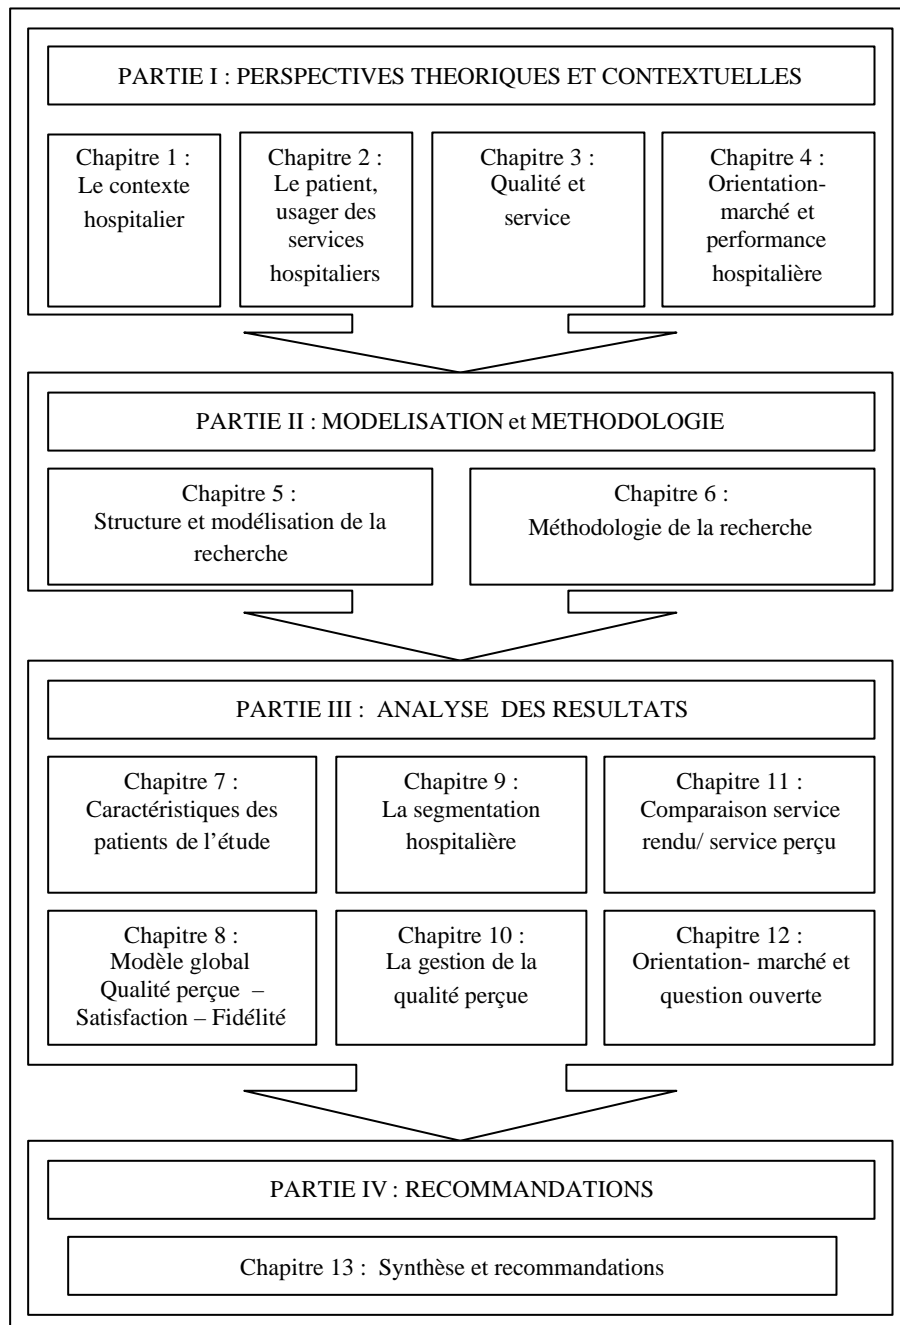 PARTIE I : PERSPECTIVES THEORIQUES ET CONTEXTUELLES
Chapitre 1 :
Le contexte
hospitalier
Chapitre 2 :
Le patient,
usager des
services
hospitaliers
Chapitre 3 :
Qualité et
service
Chapitre 4 :
Orientation-
marché et
performance
hospitalière
PARTIE II : MODELISATION et METHODOLOGIE
Chapitre 5 :
Structure et modélisation de la
recherche
Chapitre 6 :
Méthodologie de la recherche
PARTIE III : ANALYSE DES RESULTATS
Chapitre 7 :
Caractéristiques des
patients de l’étude
Chapitre 9 :
La segmentation
hospitalière
Chapitre 11 :
Comparaison service
rendu/ service perçu
Chapitre 8 :
Modèle global
Qualité perçue –
Satisfaction – Fidélité
Chapitre 10 :
La gestion de la
qualité perçue
Chapitre 12 :
Orientation- marché et
question ouverte
PARTIE IV : RECOMMANDATIONS
Chapitre 13 : Synthèse et recommandations